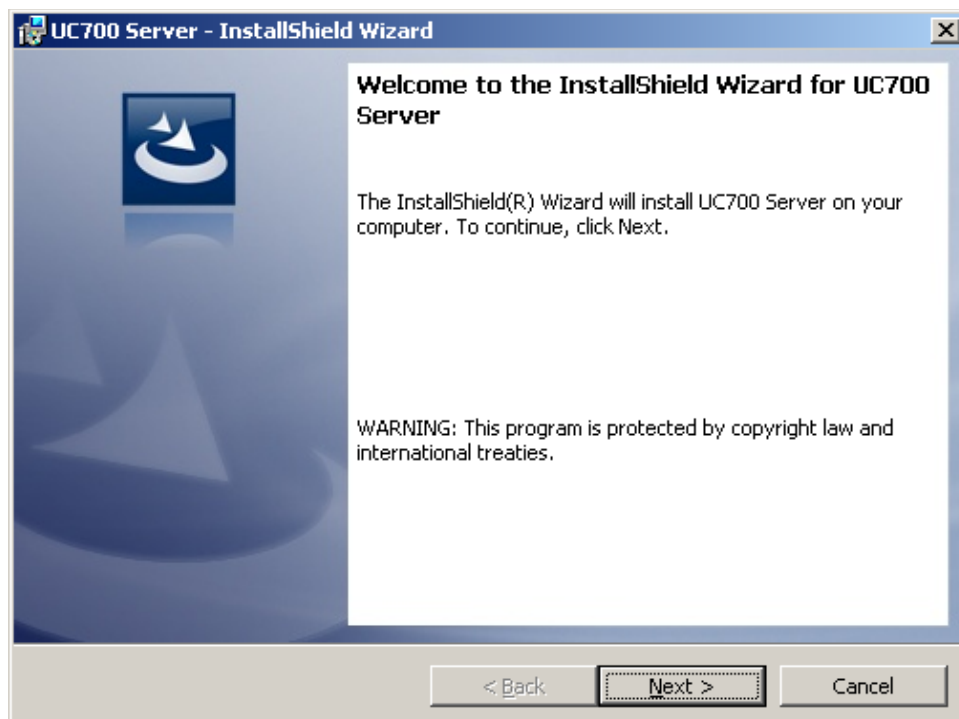 UC700 Server - InstallShield Wizard
Welcome to the InstallShield Wizard for UC700
Server
The InstallShield(R) Wizard will install UC700 Server on your
computer. To continue, click Next.
WARNING: This program is protected by copyright law and
international treaties.
< Back
Next >
Cancel